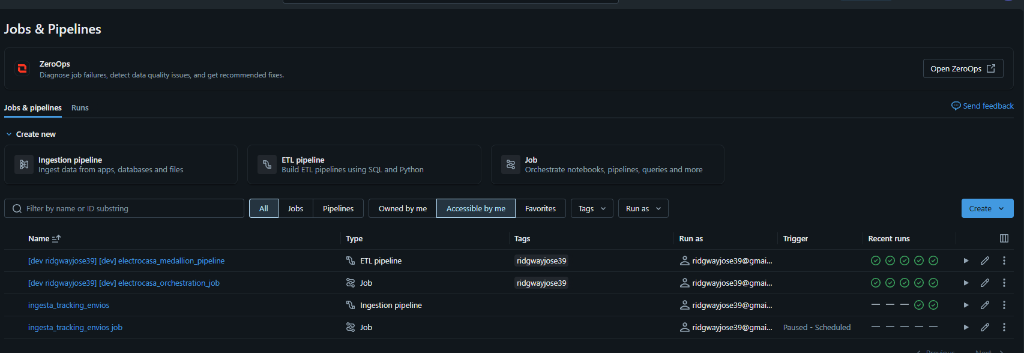 Jobs & Pipelines
ZeroOps
Diagnose job failures, detect data quality issues, and get recommended fixes.
Open ZeroOps
Jobs & pipelines Runs
Send feedback
Create new
Ingestion pipeline
Ingest data from apps, databases and files
ETL pipeline
Build ETL pipelines using SQL and Python
Job
Orchestrate notebooks, pipelines, queries and more
Filter by name or ID substring All Jobs Pipelines Owned by me Accessible by me Favorites Tags Run as Create
Name Type Tags Run as Trigger Recent runs
[dev ridgwayjose39] [dev] electrocasa_medallion_pipeline ETL pipeline ridgwayjose39 ridgwayjose39@gmai...
[dev ridgwayjose39] [dev] electrocasa_orchestration_job Job ridgwayjose39 ridgwayjose39@gmai...
ingesta_tracking_envios Ingestion pipeline ridgwayjose39@gmai...
ingesta_tracking_envios job Job ridgwayjose39@gmai... Paused - Scheduled